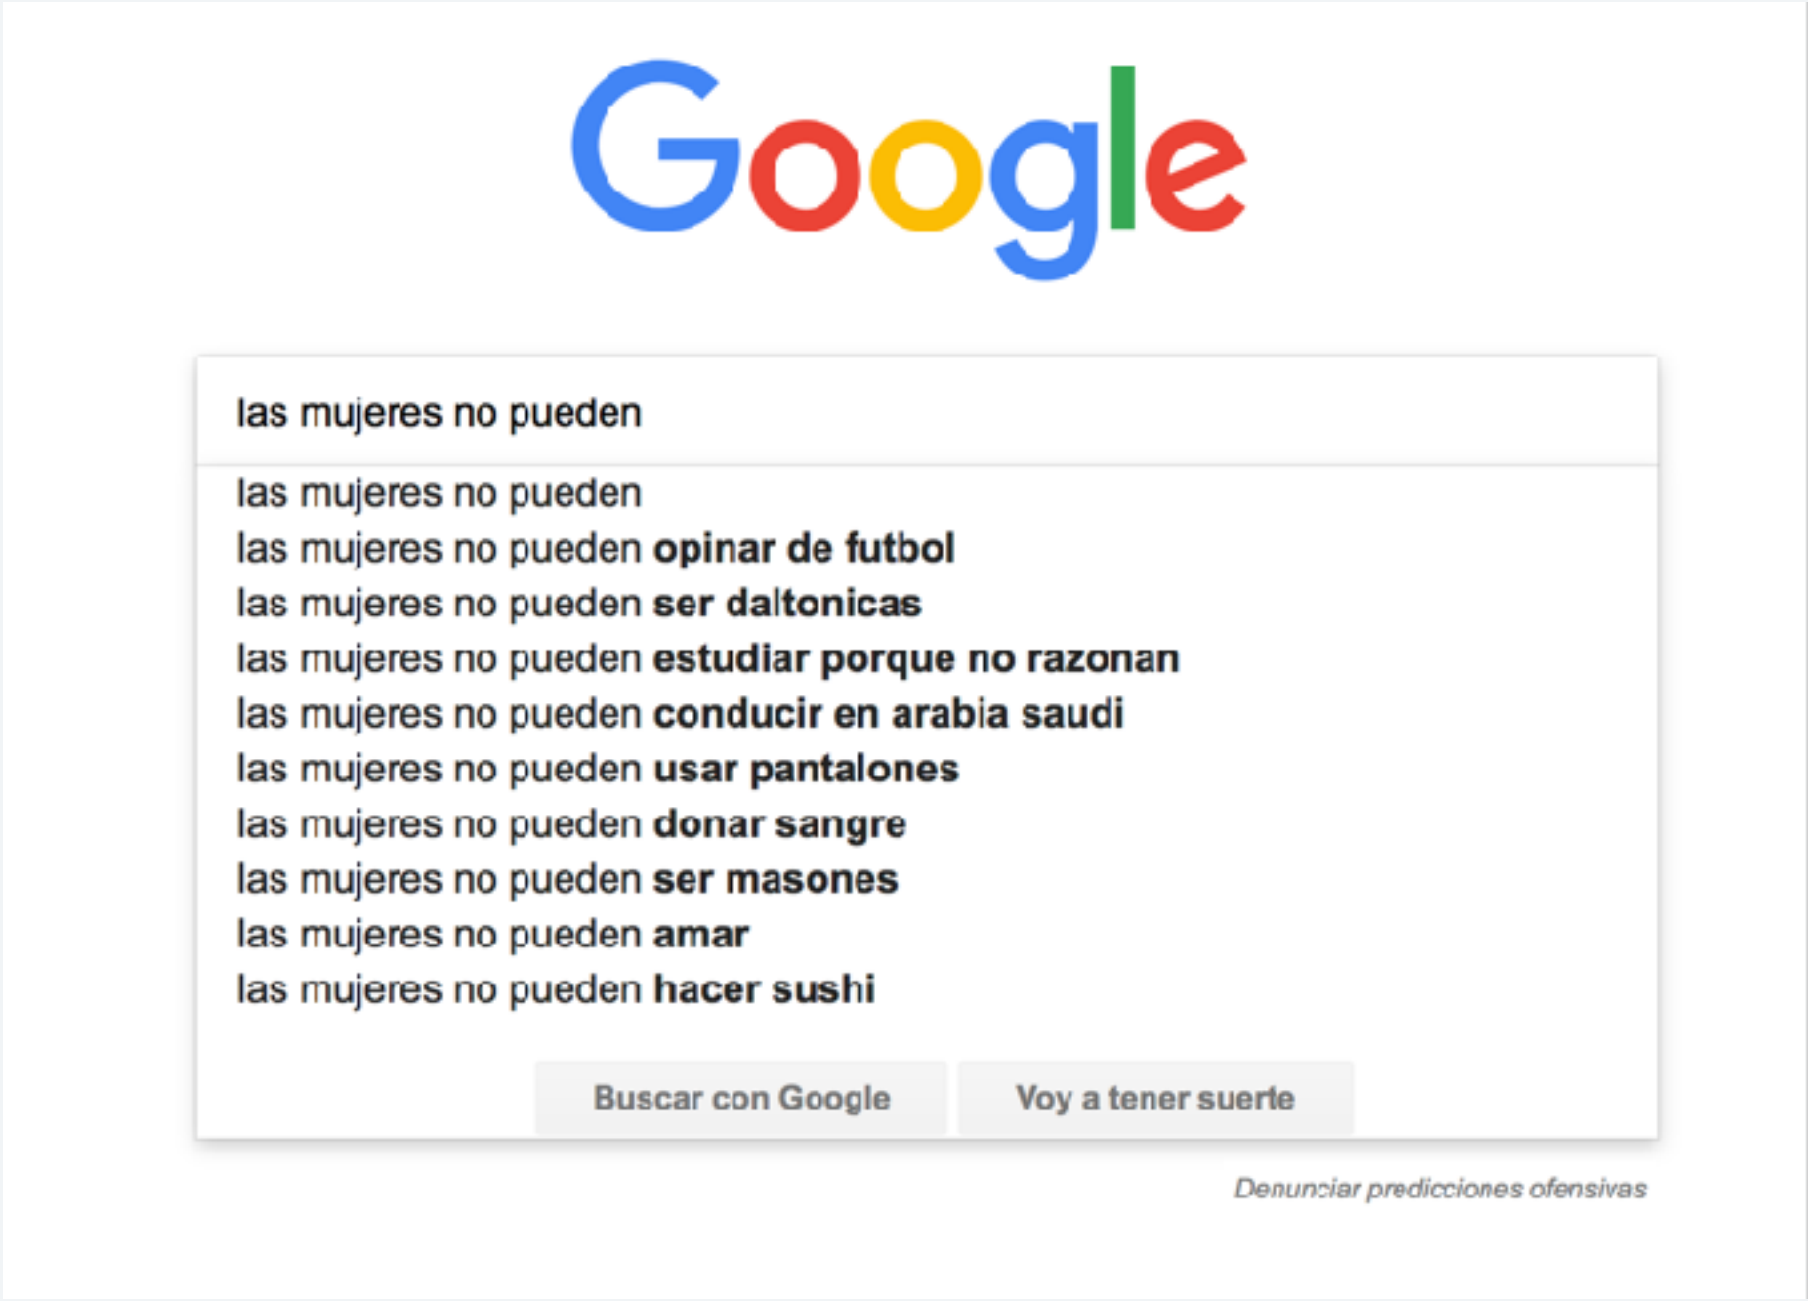 Google
las mujeres no pueden
las mujeres no pueden
las mujeres no pueden opinar de futbol
las mujeres no pueden ser daltonicas
las mujeres no pueden estudiar porque no razonan
las mujeres no pueden conducir en arabia saudi
las mujeres no pueden usar pantalones
las mujeres no pueden donar sangre
las mujeres no pueden ser masones
las mujeres no pueden amar
las mujeres no pueden hacer sushi
Buscar con Google Voy a tener suerte
Denunciar predicciones ofensivas